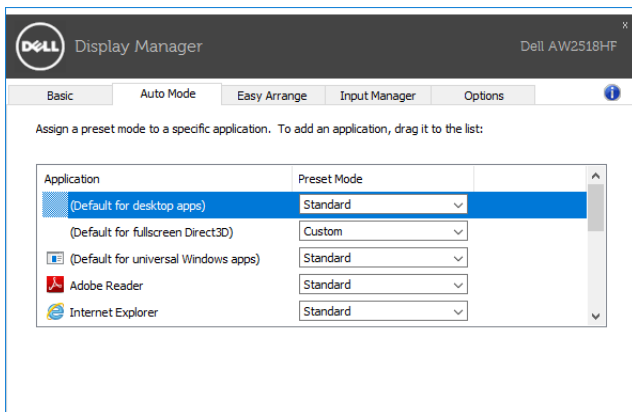 DELL Display Manager Dell AW2518HF
x
Basic Auto Mode Easy Arrange Input Manager Options
Assign a preset mode to a specific application. To add an application, drag it to the list:
Application Preset Mode
(Default for desktop apps) Standard
(Default for fullscreen Direct3D) Custom
(Default for universal Windows apps) Standard
Adobe Reader Standard
Internet Explorer Standard